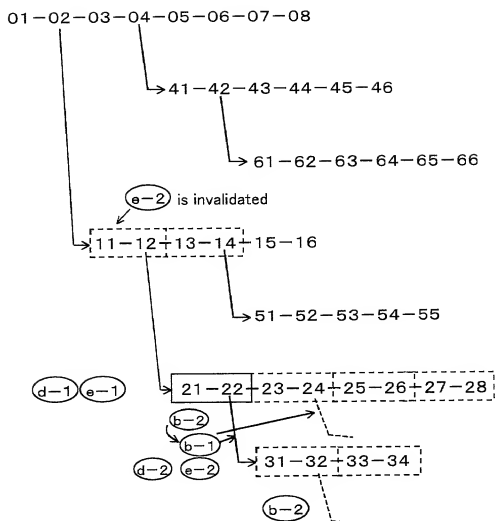 01-02-03-04-05-06-07-08
41-42-43-44-45-46
61-62-63-64-65-66
e-2 is invalidated
11-12-13-14-15-16
51-52-53-54-55
d-1 e-1 21-22-23-24-25-26-27-28
b-2
b-1
d-2 e-2 31-32-33-34
b-2